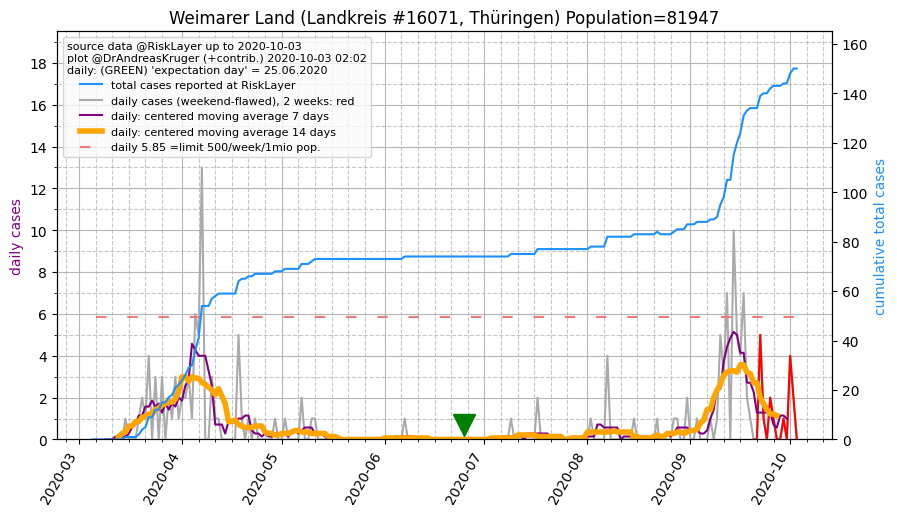 Weimarer Land (Landkreis #16071, Thüringen) Population=81947
source data @RiskLayer up to 2020-10-03
plot @DrAndreasKruger (+contrib.) 2020-10-03 02:02
daily: (GREEN) 'expectation day' = 25.06.2020
total cases reported at RiskLayer
daily cases (weekend-flawed), 2 weeks: red
daily: centered moving average 7 days
daily: centered moving average 14 days
daily 5.85 =limit 500/week/1mio pop.
daily cases
18
16
14
12
10
8
6
4
2
0
cumulative total cases
160
140
120
100
80
60
40
20
0
2020-03
2020-04
2020-05
2020-06
2020-07
2020-08
2020-09
2020-10